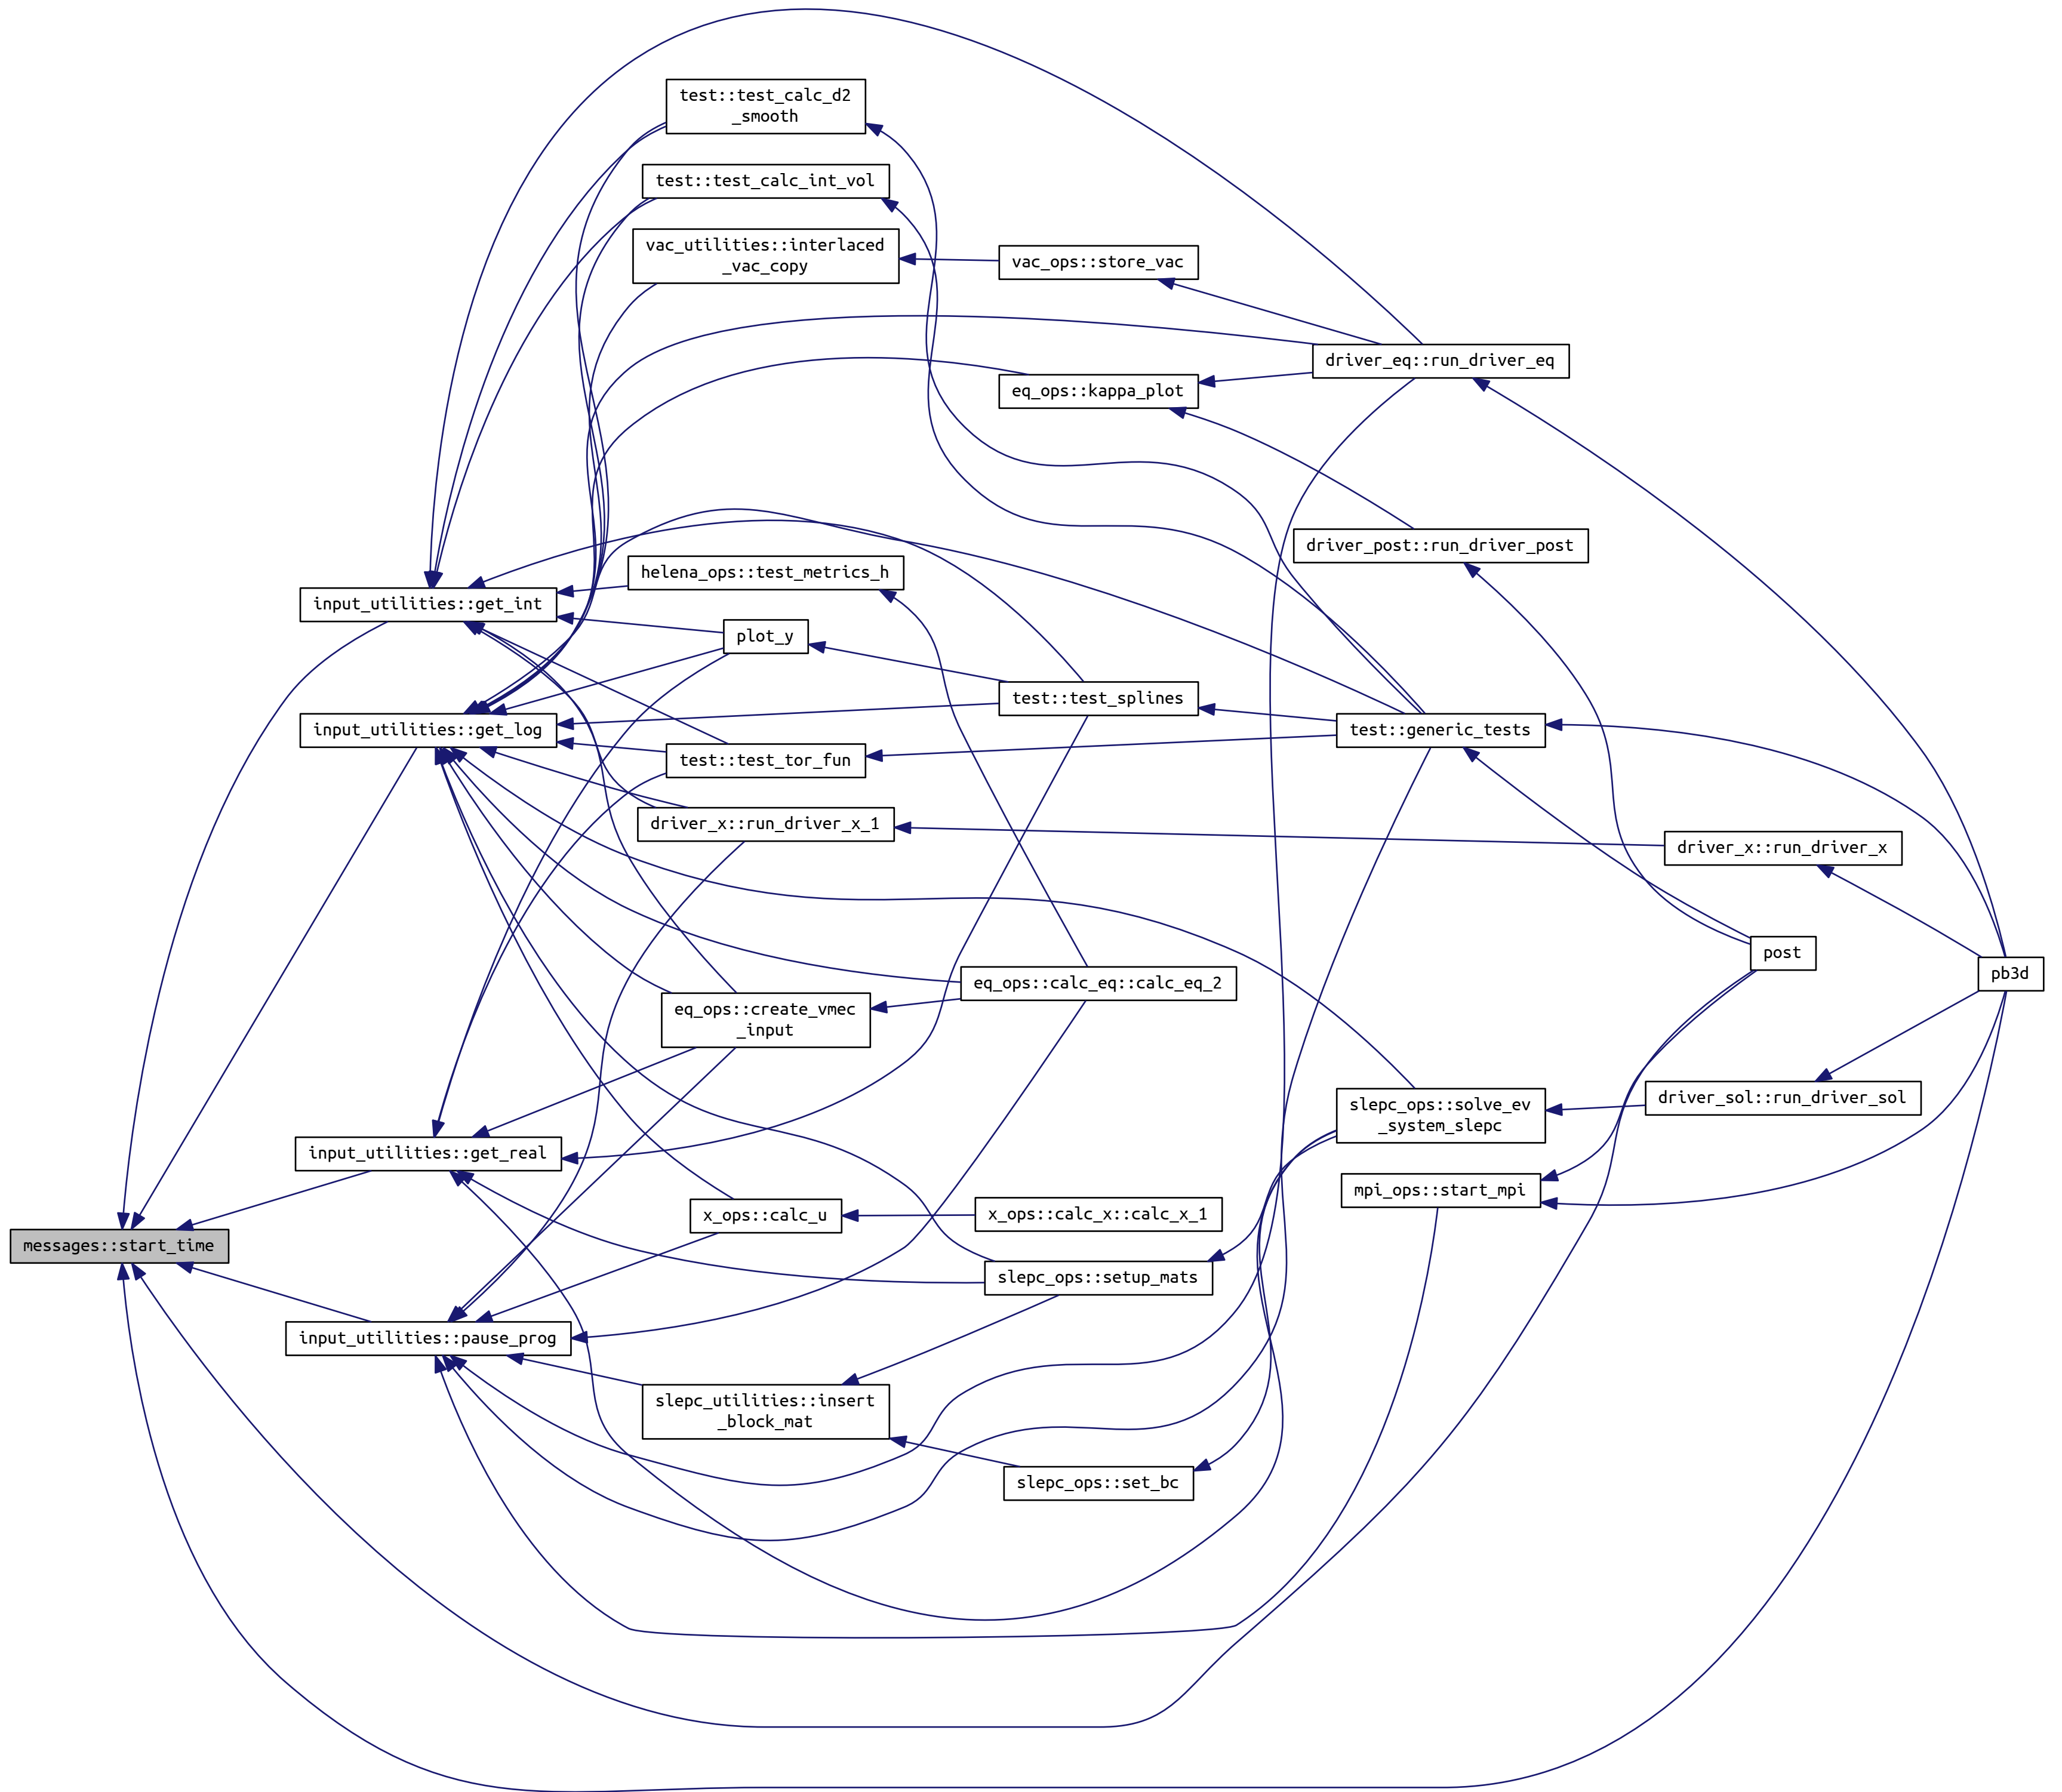 test::test_calc_d2
_smooth
test::test_calc_int_vol
vac_utilities::interlaced
_vac_copy
vac_ops::store_vac
driver_eq::run_driver_eq
eq_ops::kappa_plot
driver_post::run_driver_post
helena_ops::test_metrics_h
input_utilities::get_int
plot_y
test::test_splines
input_utilities::get_log
test::generic_tests
test::test_tor_fun
driver_x::run_driver_x_1
driver_x::run_driver_x
post
pb3d
eq_ops::calc_eq::calc_eq_2
eq_ops::create_vmec
_input
slepc_ops::solve_ev
_system_slepc
driver_sol::run_driver_sol
input_utilities::get_real
mpi_ops::start_mpi
x_ops::calc_u
x_ops::calc_x::calc_x_1
messages::start_time
slepc_ops::setup_mats
input_utilities::pause_prog
slepc_utilities::insert
_block_mat
slepc_ops::set_bc